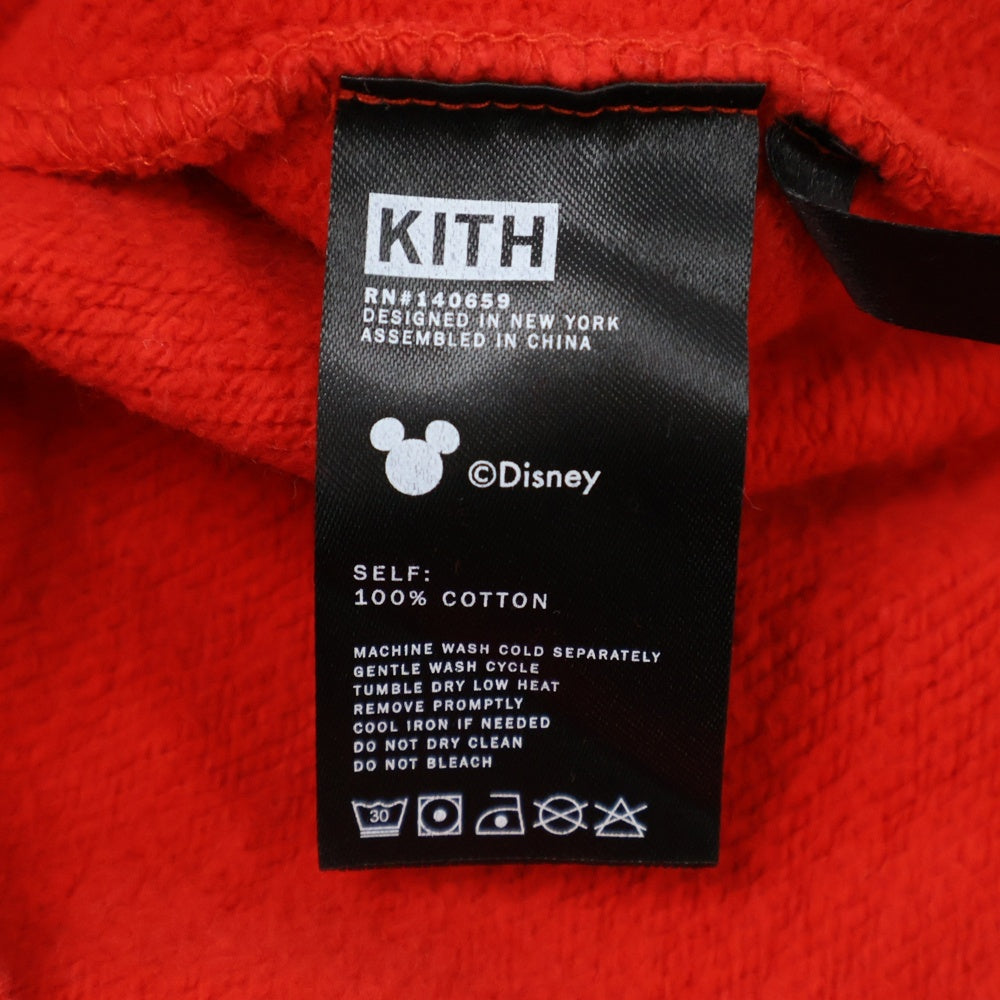 KITH
RN#140659
DESIGNED IN NEW YORK
ASSEMBLED IN CHINA
©Disney
SELF:
100% COTTON
MACHINE WASH COLD SEPARATELY
GENTLE WASH CYCLE
TUMBLE DRY LOW HEAT
REMOVE PROMPTLY
COOL IRON IF NEEDED
DO NOT DRY CLEAN
DO NOT BLEACH
30